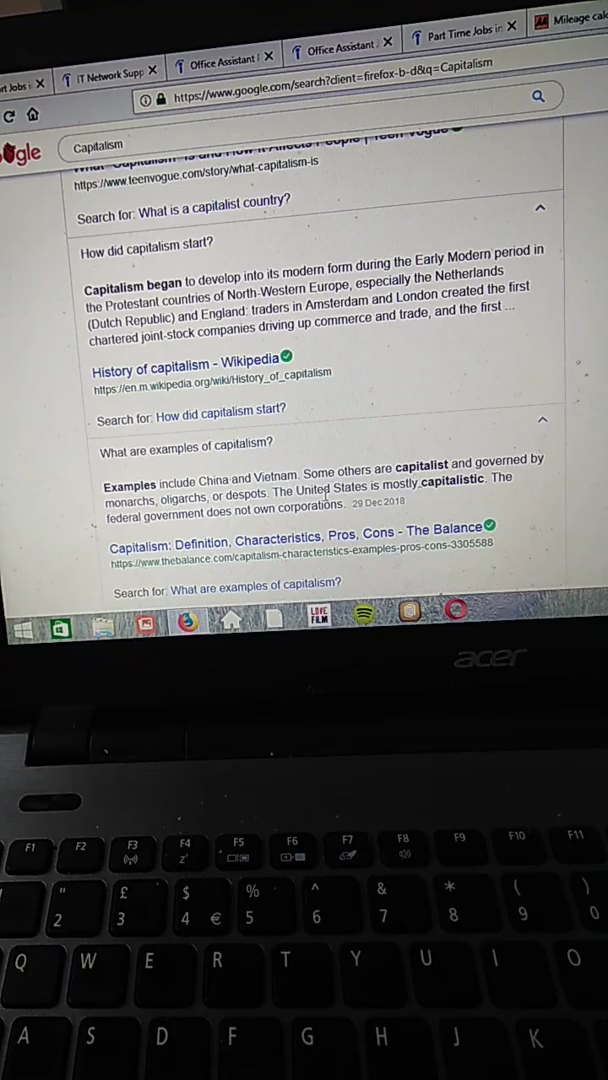 rt Jobs i
IT Network Supp
Office Assistant I
Office Assistant
Part Time Jobs in
Mileage calc
https://www.google.com/search?client=firefox-b-d&q=Capitalism
gle
Capitalism
https://www.teenvogue.com/story/what-capitalism-is
Search for: What is a capitalist country?
How did capitalism start?
Capitalism began to develop into its modern form during the Early Modern period in
the Protestant countries of North-Western Europe, especially the Netherlands
(Dutch Republic) and England: traders in Amsterdam and London created the first
chartered joint-stock companies driving up commerce and trade, and the first ...
History of capitalism - Wikipedia
https://en.m.wikipedia.org/wiki/History_of_capitalism
Search for: How did capitalism start?
What are examples of capitalism?
Examples include China and Vietnam. Some others are capitalist and governed by
monarchs, oligarchs, or despots. The United States is mostly capitalistic. The
federal government does not own corporations. 29 Dec 2018
Capitalism: Definition, Characteristics, Pros, Cons - The Balance
https://www.thebalance.com/capitalism-characteristics-examples-pros-cons-3305588
Search for: What are examples of capitalism?
LOVE
FiLM
acer
F1 F2 F3 F4 F5 F6 F7 F8 F9 F10 F11
zᶻ
" £ $ % ^ & * ( )
2 3 4 € 5 6 7 8 9 0
Q W E R T Y U I O
A S D F G H J K